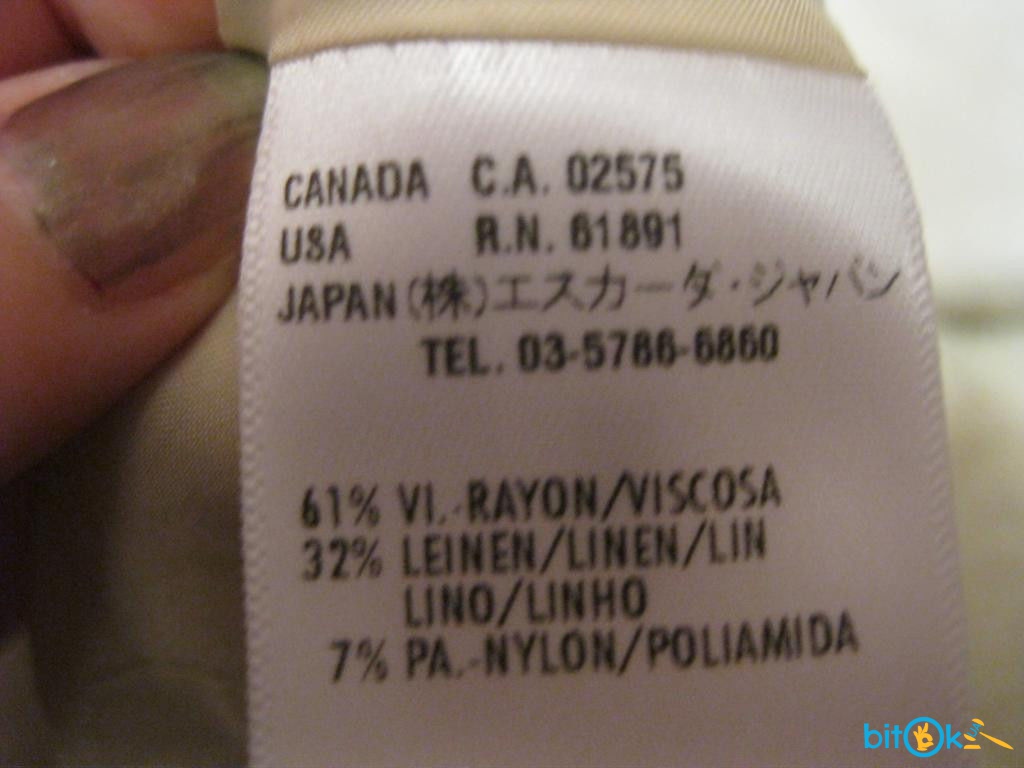 CANADA C.A. 02575
USA R.N. 61891
JAPAN (株)エスカーダ・ジャパン
TEL. 03-5786-6860
61% VI.-RAYON/VISCOSA
32% LEINEN/LINEN/LIN
LINO/LINHO
7% PA.-NYLON/POLIAMIDA
bitOk